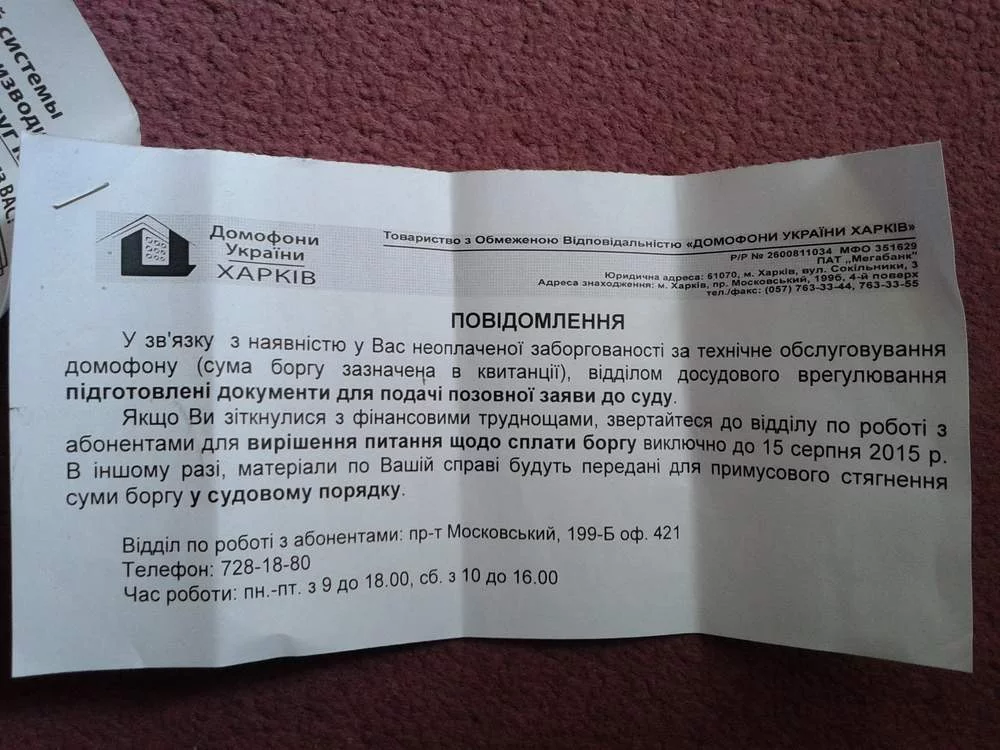 системы
Домофони
України
ХАРКІВ
Товариство з Обмеженою Відповідальністю «ДОМОФОНИ УКРАЇНИ ХАРКІВ»
Р/Р № 2600811034 МФО 351629
ПАТ „Мегабанк"
Юридична адреса: 61070, м. Харків, вул. Сокільники, 3
Адреса знаходження: м. Харків, пр. Московський, 199б, 4-й поверх
тел./факс: (057) 763-33-44, 763-33-55
ПОВІДОМЛЕННЯ
У зв'язку з наявністю у Вас неоплаченої заборгованості за технічне обслуговування
домофону (сума боргу зазначена в квитанції), відділом досудового врегулювання
підготовлені документи для подачі позовної заяви до суду.
Якщо Ви зіткнулися з фінансовими труднощами, звертайтеся до відділу по роботі з
абонентами для вирішення питання щодо сплати боргу виключно до 15 серпня 2015 р.
В іншому разі, матеріали по Вашій справі будуть передані для примусового стягнення
суми боргу у судовому порядку.
Відділ по роботі з абонентами: пр-т Московський, 199-Б оф. 421
Телефон: 728-18-80
Час роботи: пн.-пт. з 9 до 18.00, сб. з 10 до 16.00